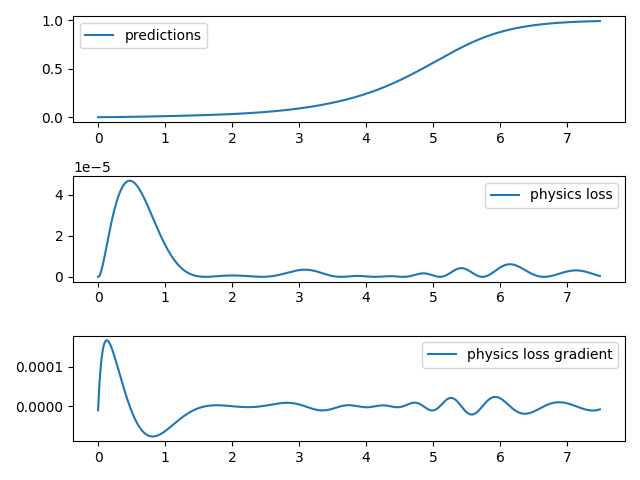 1.0
0.5
0.0
predictions
0 1 2 3 4 5 6 7
1e−5
4
2
0
physics loss
0 1 2 3 4 5 6 7
0.0001
0.0000
physics loss gradient
0 1 2 3 4 5 6 7